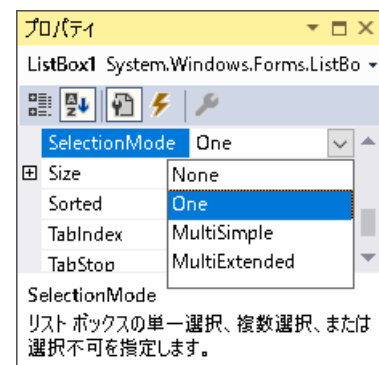 プロパティ
ListBox1 System.Windows.Forms.ListBo
SelectionMode One
Size
None
Sorted
One
TabIndex
MultiSimple
TabStop
MultiExtended
SelectionMode
リスト ボックスの単一選択、複数選択、または
選択不可を指定します。